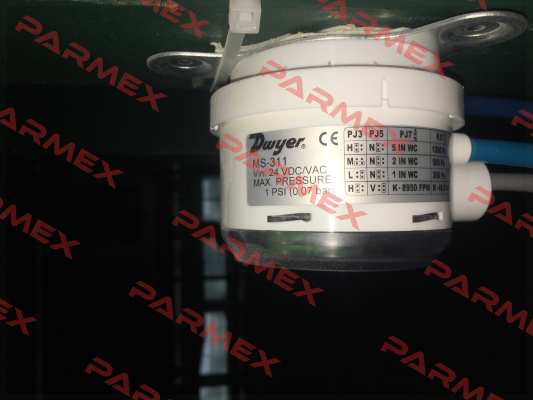 PARMEX
PARMEX
PARMEX
PARMEX
PARMEX
Dwyer CE
MS-311
Vin: 24 VDC/VAC
MAX. PRESSURE:
1 PSI (0.07 bar)
PJ3 PJ5 PJ7
H N 5 IN WC
M N 2 IN WC
L N 1 IN WC
H V K-8950 FPM
PARMEX
PARMEX
PARMEX
PARMEX
PARMEX
PARMEX
PARMEX